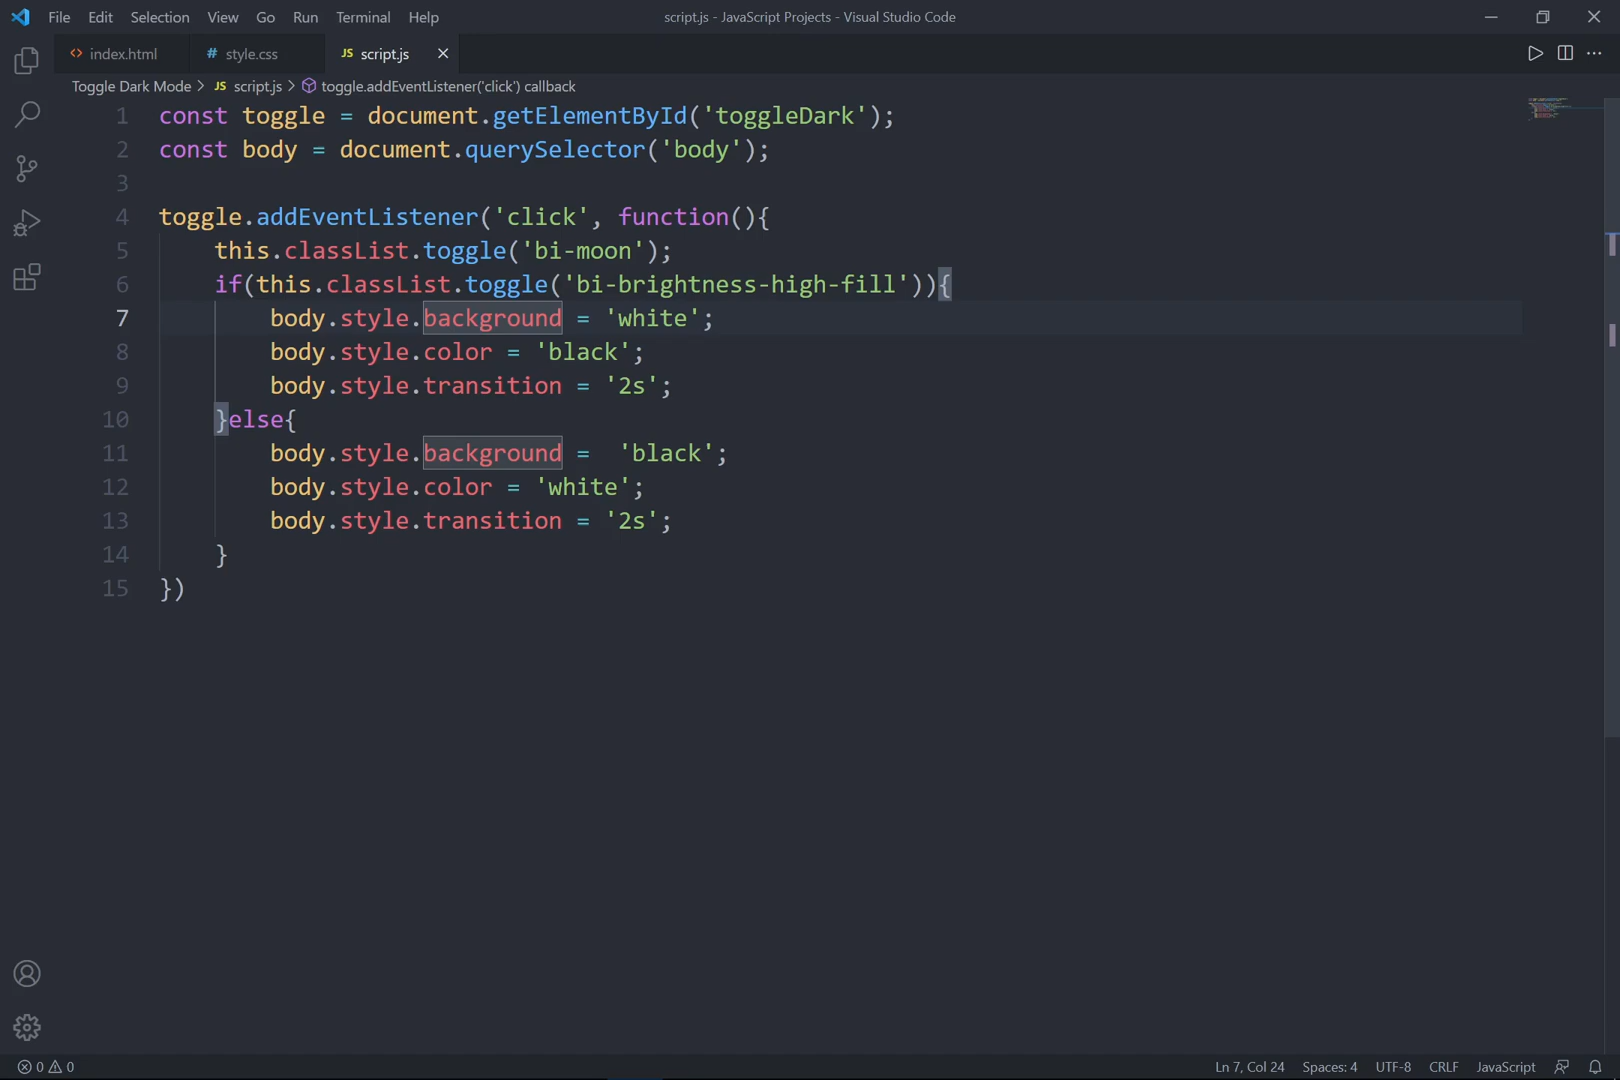 File Edit Selection View Go Run Terminal Help script.js - JavaScript Projects - Visual Studio Code
<> index.html # style.css JS script.js
Toggle Dark Mode > JS script.js > toggle.addEventListener('click') callback
1 const toggle = document.getElementById('toggleDark');
2 const body = document.querySelector('body');
3
4 toggle.addEventListener('click', function(){
5     this.classList.toggle('bi-moon');
6     if(this.classList.toggle('bi-brightness-high-fill')){
7         body.style.background = 'white';
8         body.style.color = 'black';
9         body.style.transition = '2s';
10     }else{
11         body.style.background =  'black';
12         body.style.color = 'white';
13         body.style.transition = '2s';
14     }
15 })
0 0 Ln 7, Col 24 Spaces: 4 UTF-8 CRLF JavaScript